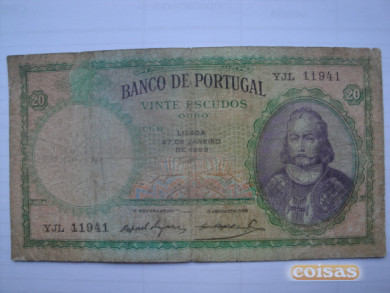 BANCO DE PORTUGAL
YJL 11941
20
20
VINTE ESCUDOS
OURO
LISBOA
27 DE JANEIRO
YJL 11941
coisas